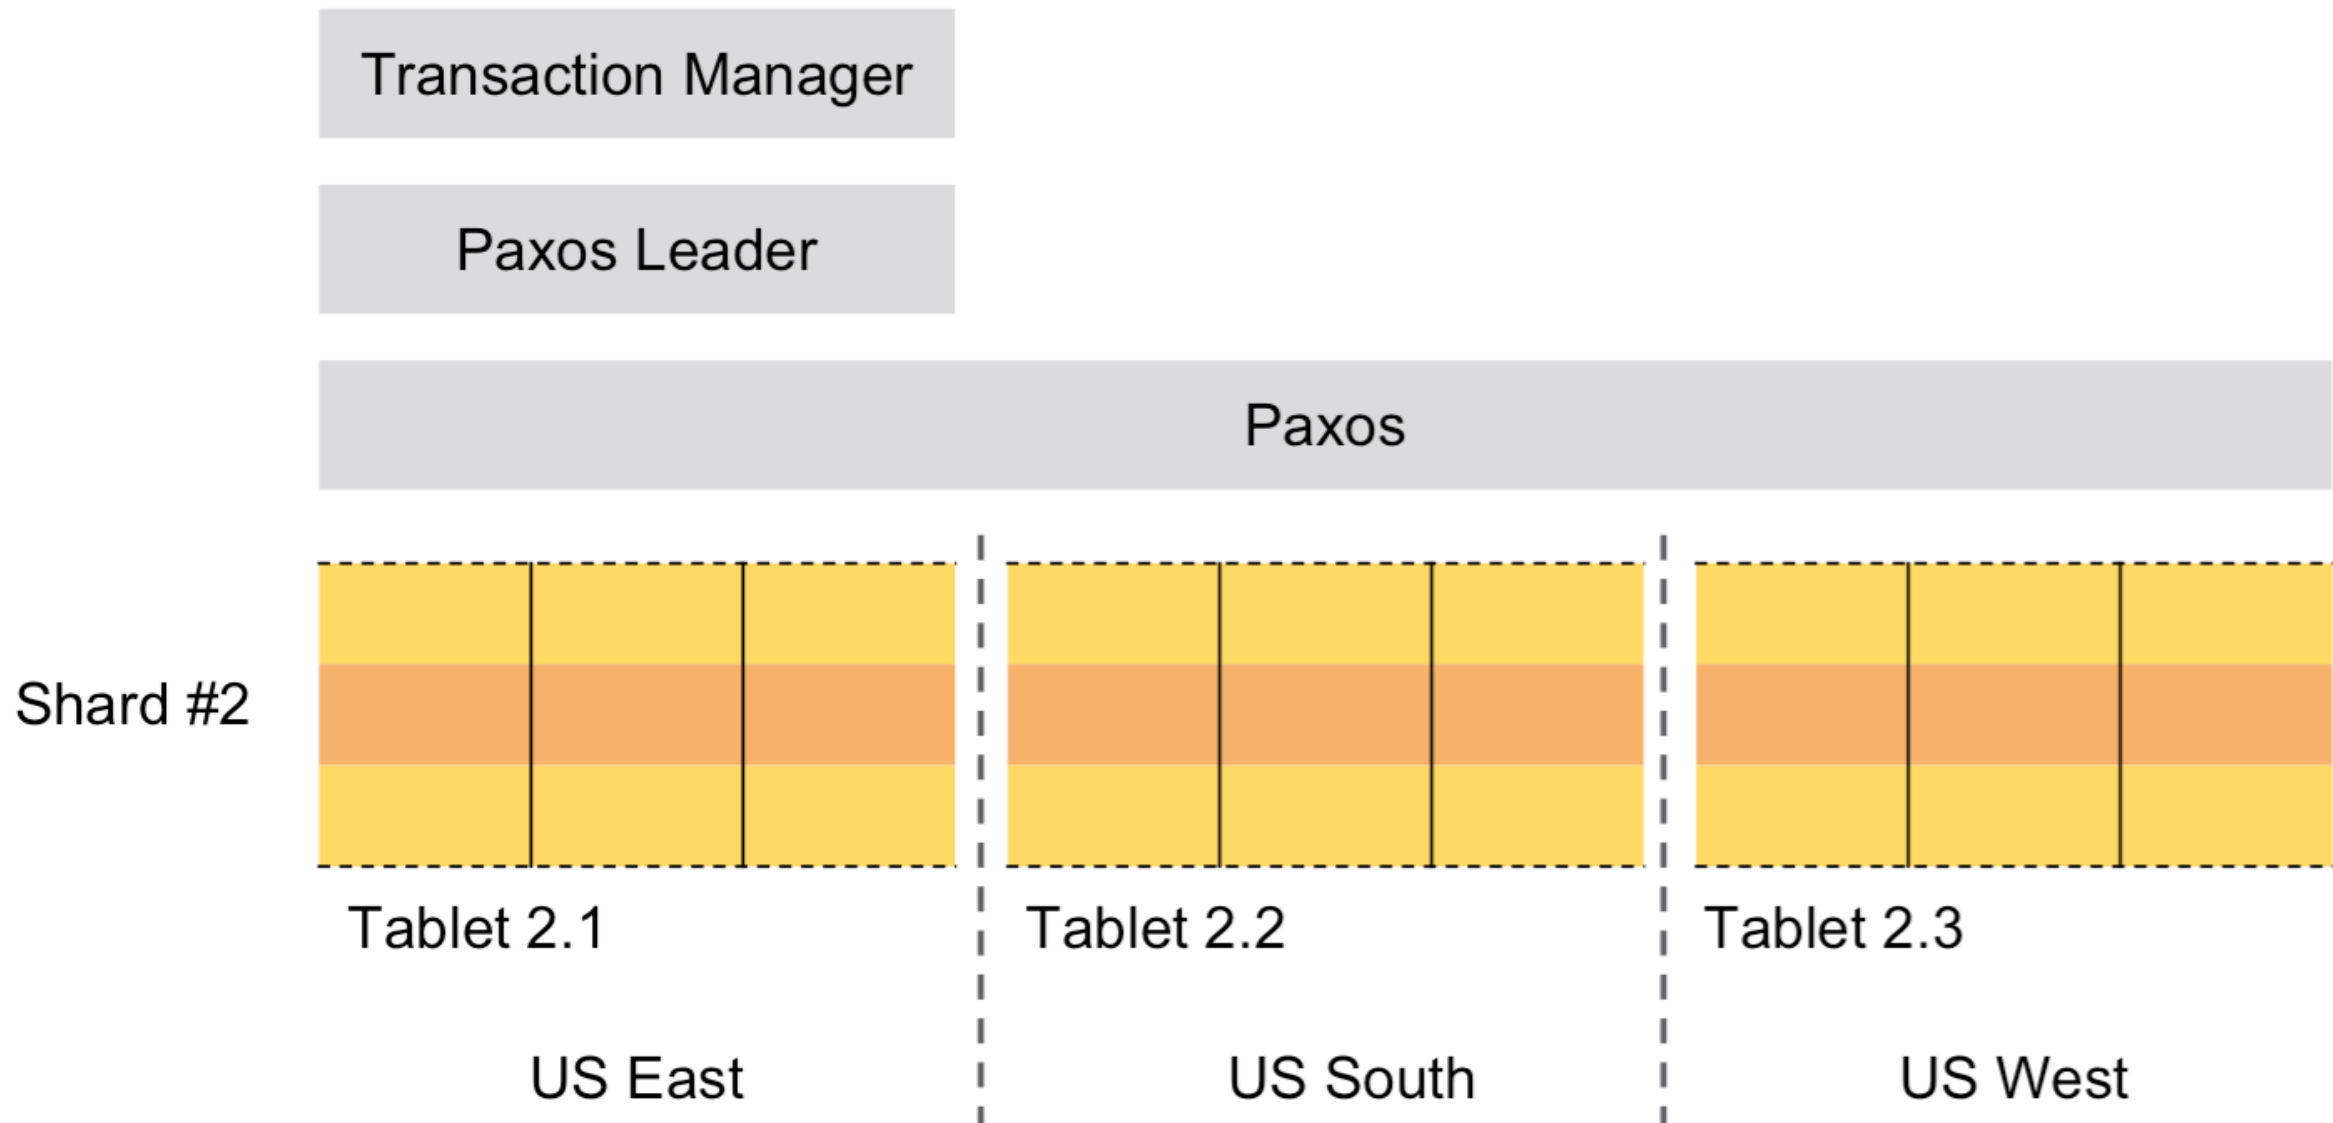 Transaction Manager
Paxos Leader
Paxos
Shard #2
Tablet 2.1
Tablet 2.2
Tablet 2.3
US East
US South
US West